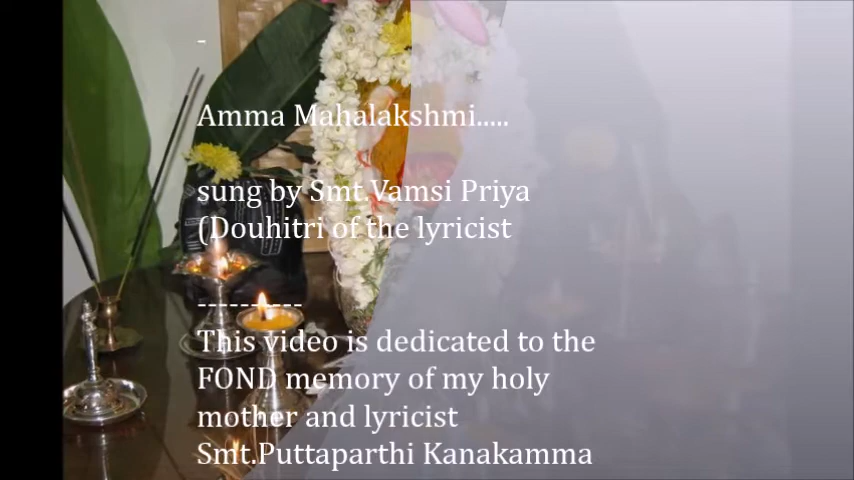 -
Amma Mahalakshmi.....
sung by Smt.Vamsi Priya
(Douhitri of the lyricist
----------
This video is dedicated to the
FOND memory of my holy
mother and lyricist
Smt.Puttaparthi Kanakamma